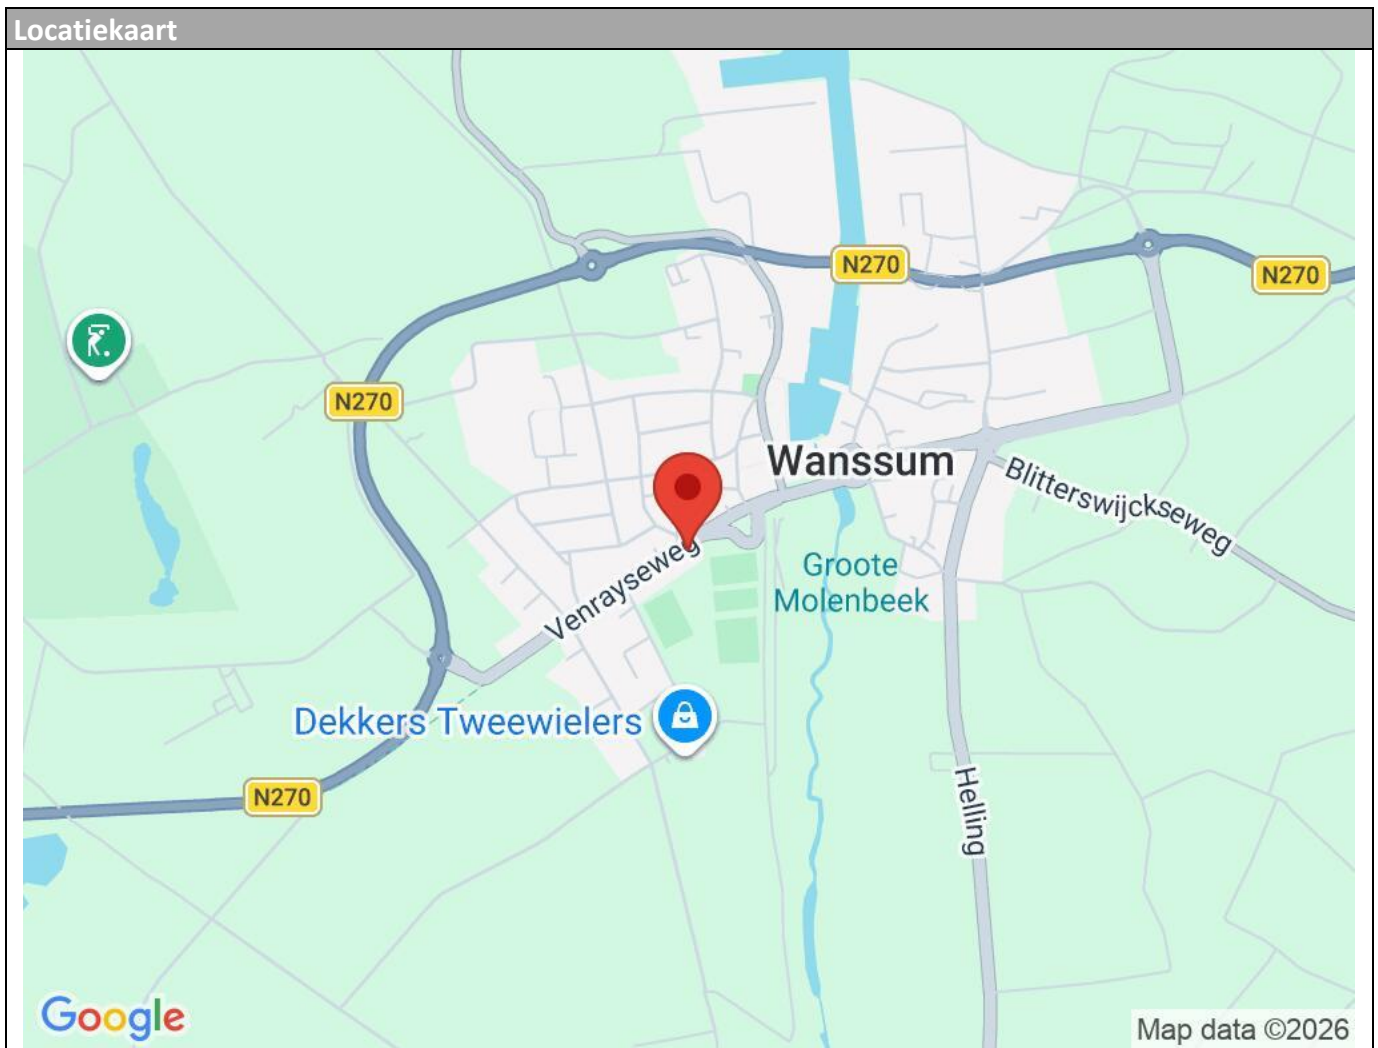 Locatiekaart
N270
N270
N270
Wanssum
Blitterswijckseweg
Venrayseweg
Groote
Molenbeek
Dekkers Tweewielers
N270
Helling
Google
Map data ©2026